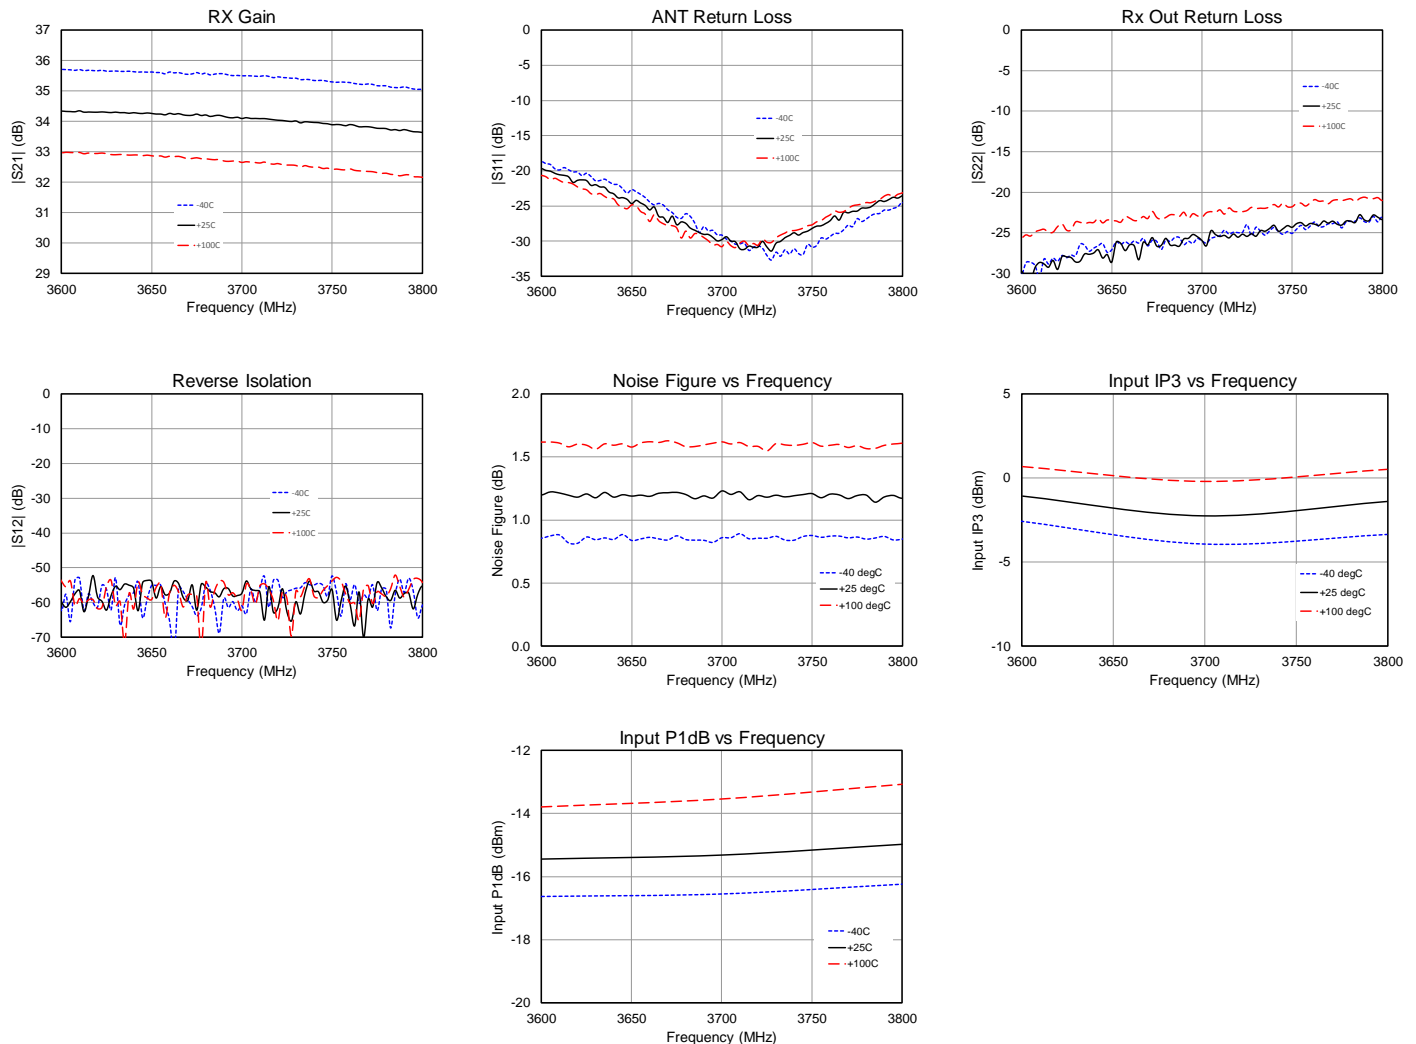 RX Gain
37
36
35
34
33
32
31
30
29
|S21| (dB)
-40C
+25C
+100C
3600
3650
3700
3750
3800
Frequency (MHz)
ANT Return Loss
0
-5
-10
-15
-20
-25
-30
-35
|S11| (dB)
-40C
+25C
+100C
3600
3650
3700
3750
3800
Frequency (MHz)
Rx Out Return Loss
0
-5
-10
-15
-20
-25
-30
|S22| (dB)
-40C
+25C
+100C
3600
3650
3700
3750
3800
Frequency (MHz)
Reverse Isolation
0
-10
-20
-30
-40
-50
-60
-70
|S12| (dB)
-40C
+25C
+100C
3600
3650
3700
3750
3800
Frequency (MHz)
Noise Figure vs Frequency
2.0
1.5
1.0
0.5
0.0
Noise Figure (dB)
-40 degC
+25 degC
+100 degC
3600
3650
3700
3750
3800
Frequency (MHz)
Input IP3 vs Frequency
5
0
-5
-10
Input IP3 (dBm)
-40 degC
+25 degC
+100 degC
3600
3650
3700
3750
3800
Frequency (MHz)
Input P1dB vs Frequency
-12
-14
-16
-18
-20
Input P1dB (dBm)
-40C
+25C
+100C
3600
3650
3700
3750
3800
Frequency (MHz)